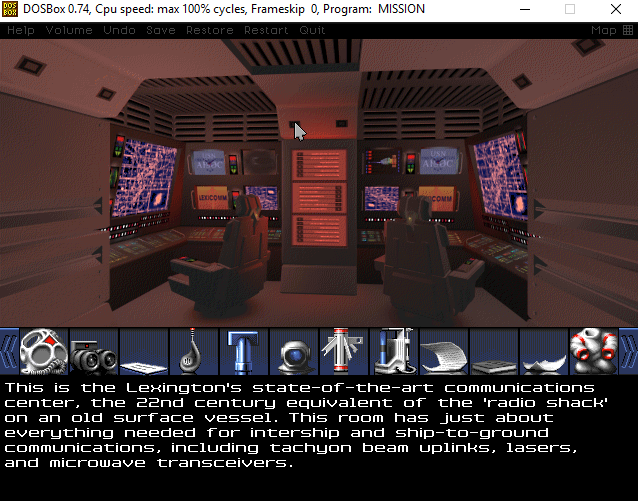 DOSBox 0.74, Cpu speed: max 100% cycles, Frameskip 0, Program: MISSION
Help Volume Undo Save Restore Restart Quit Map
LEXICOMM
LEXICOMM
This is the Lexington's state-of-the-art communications
center, the 22nd century equivalent of the 'radio shack'
on an old surface vessel. This room has just about
everything needed for intership and ship-to-ground
communications, including tachyon beam uplinks, lasers,
and microwave transceivers.